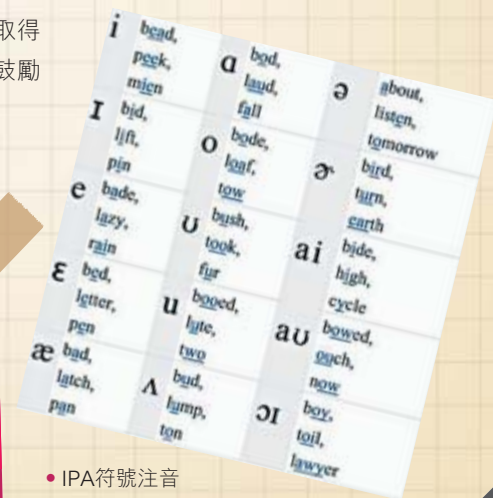 取得
鼓勵
i bead,
peek,
mien
ɪ bid,
lift,
pin
e bade,
lazy,
rain
ɛ bed,
letter,
pen
æ bad,
latch,
pan
ɑ bod,
laud,
fall
o bode,
loaf,
tow
ʊ bush,
took,
fur
u booed,
lute,
two
ʌ bud,
lump,
ton
ə about,
listen,
tomorrow
ɚ bird,
turn,
earth
ai bide,
high,
cycle
aʊ bowed,
ouch,
now
ɔɪ boy,
toil,
lawyer
• IPA符號注音